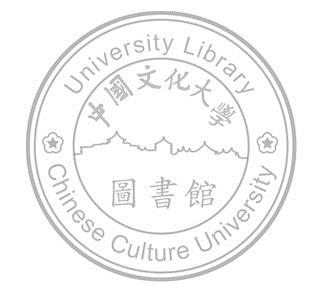 University Library
中國文化大學
圖書館
Chinese Culture University